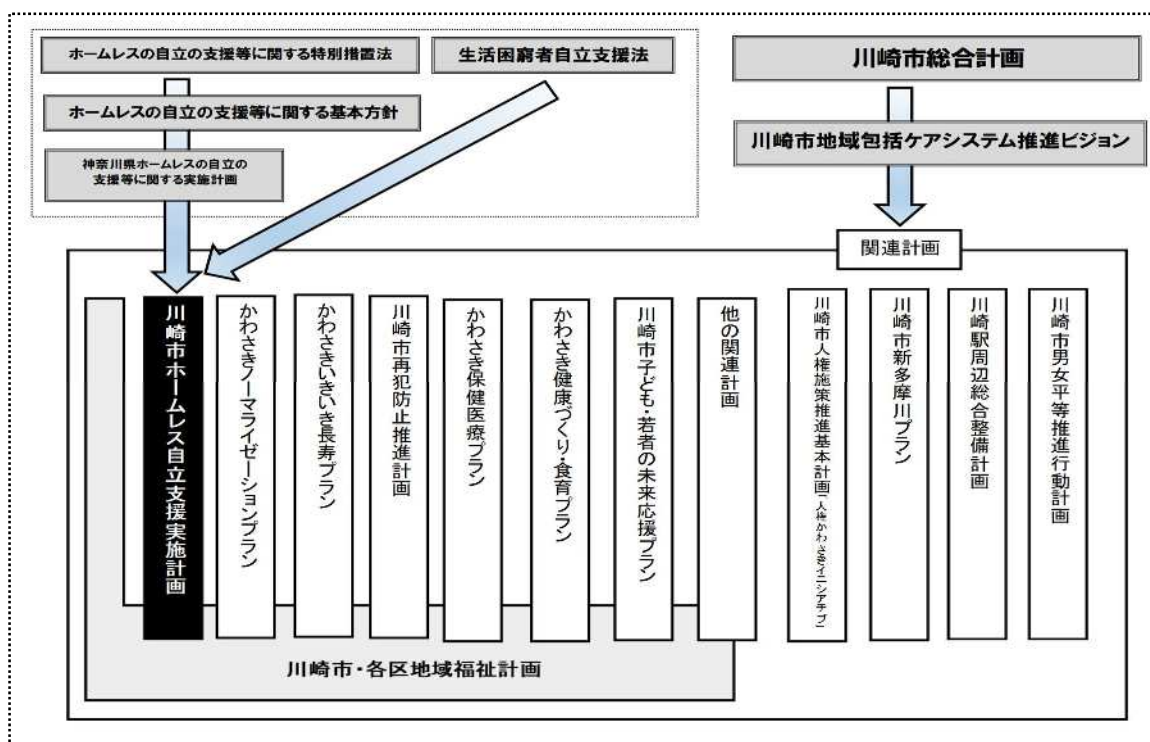 ホームレスの自立の支援等に関する特別措置法
生活困窮者自立支援法
川崎市総合計画
ホームレスの自立の支援等に関する基本方針
川崎市地域包括ケアシステム推進ビジョン
神奈川県ホームレスの自立の
支援等に関する実施計画
関連計画
川崎市ホームレス自立支援実施計画
かわさきノーマライゼーションプラン
かわさきいきいき長寿プラン
川崎市再犯防止推進計画
かわさき保健医療プラン
かわさき健康づくり・食育プラン
川崎市子ども・若者の未来応援プラン
他の関連計画
川崎市人権施策推進基本計画「人権かわさきイニシアチブ」
川崎市新多摩川プラン
川崎駅周辺総合整備計画
川崎市男女平等推進行動計画
川崎市・各区地域福祉計画